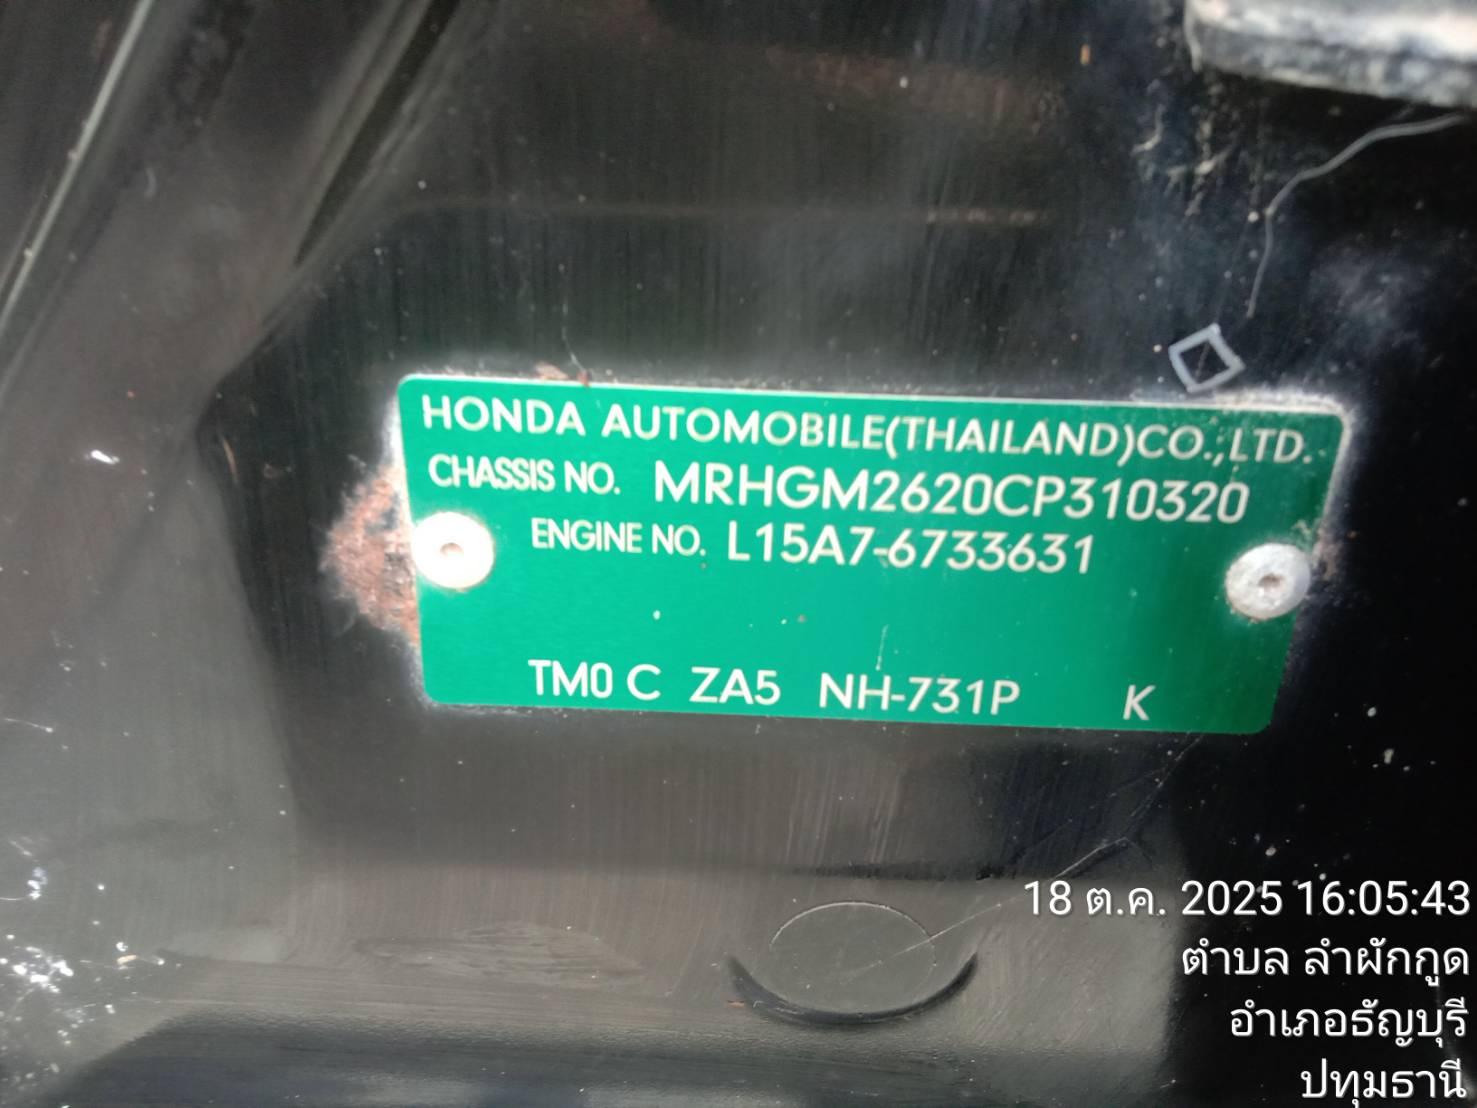 HONDA AUTOMOBILE(THAILAND)CO.,LTD.
CHASSIS NO. MRHGM2620CP310320
ENGINE NO. L15A7-6733631
TM0 C ZA5 NH-731P K
18 ต.ค. 2025 16:05:43
ตำบล ลำผักกูด
อำเภอธัญบุรี
ปทุมธานี